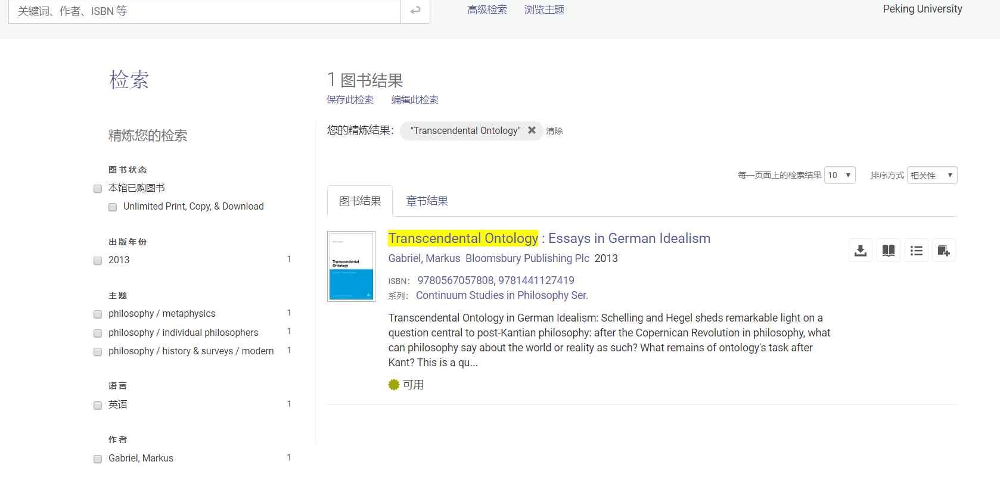 关键词、作者、ISBN 等
高级检索 浏览主题
Peking University
检索
精炼您的检索
图书状态
本馆已购图书
Unlimited Print, Copy, & Download
出版年份
2013 1
主题
philosophy / metaphysics 1
philosophy / individual philosophers 1
philosophy / history & surveys / modern 1
语言
英语 1
作者
Gabriel, Markus 1
1 图书结果
保存此检索 编辑此检索
您的精炼结果： "Transcendental Ontology" ✖ 清除
每一页面上的检索结果 10 排序方式 相关性
图书结果 章节结果
Transcendental
Ontology
Transcendental Ontology : Essays in German Idealism
Gabriel, Markus Bloomsbury Publishing Plc 2013
ISBN： 9780567057808, 9781441127419
系列： Continuum Studies in Philosophy Ser.
Transcendental Ontology in German Idealism: Schelling and Hegel sheds remarkable light on a
question central to post-Kantian philosophy: after the Copernican Revolution in philosophy, what
can philosophy say about the world or reality as such? What remains of ontology's task after
Kant? This is a qu...
可用